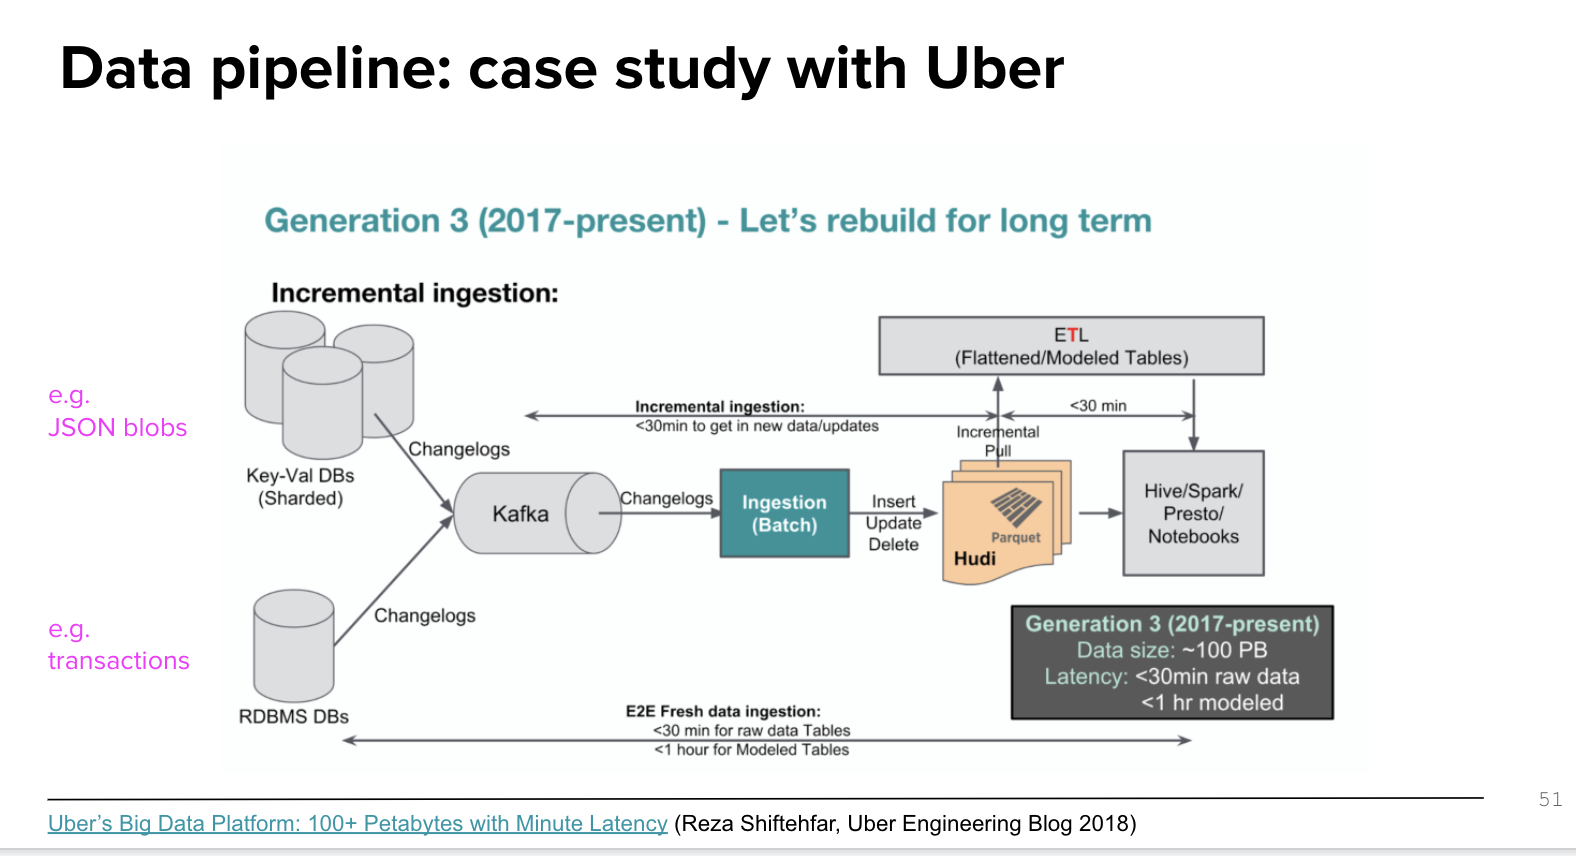 Data pipeline: case study with Uber
Generation 3 (2017-present) - Let's rebuild for long term
Incremental ingestion:
ETL
(Flattened/Modeled Tables)
e.g.
JSON blobs
Incremental ingestion:
<30min to get in new data/updates
<30 min
Incremental
Pull
Changelogs
Key-Val DBs
(Sharded)
Kafka
Changelogs
Ingestion
(Batch)
Insert
Update
Delete
Parquet
Hudi
Hive/Spark/
Presto/
Notebooks
e.g.
transactions
Changelogs
RDBMS DBs
Generation 3 (2017-present)
Data size: ~100 PB
Latency: <30min raw data
<1 hr modeled
E2E Fresh data ingestion:
<30 min for raw data Tables
<1 hour for Modeled Tables
51
Uber's Big Data Platform: 100+ Petabytes with Minute Latency (Reza Shiftehfar, Uber Engineering Blog 2018)